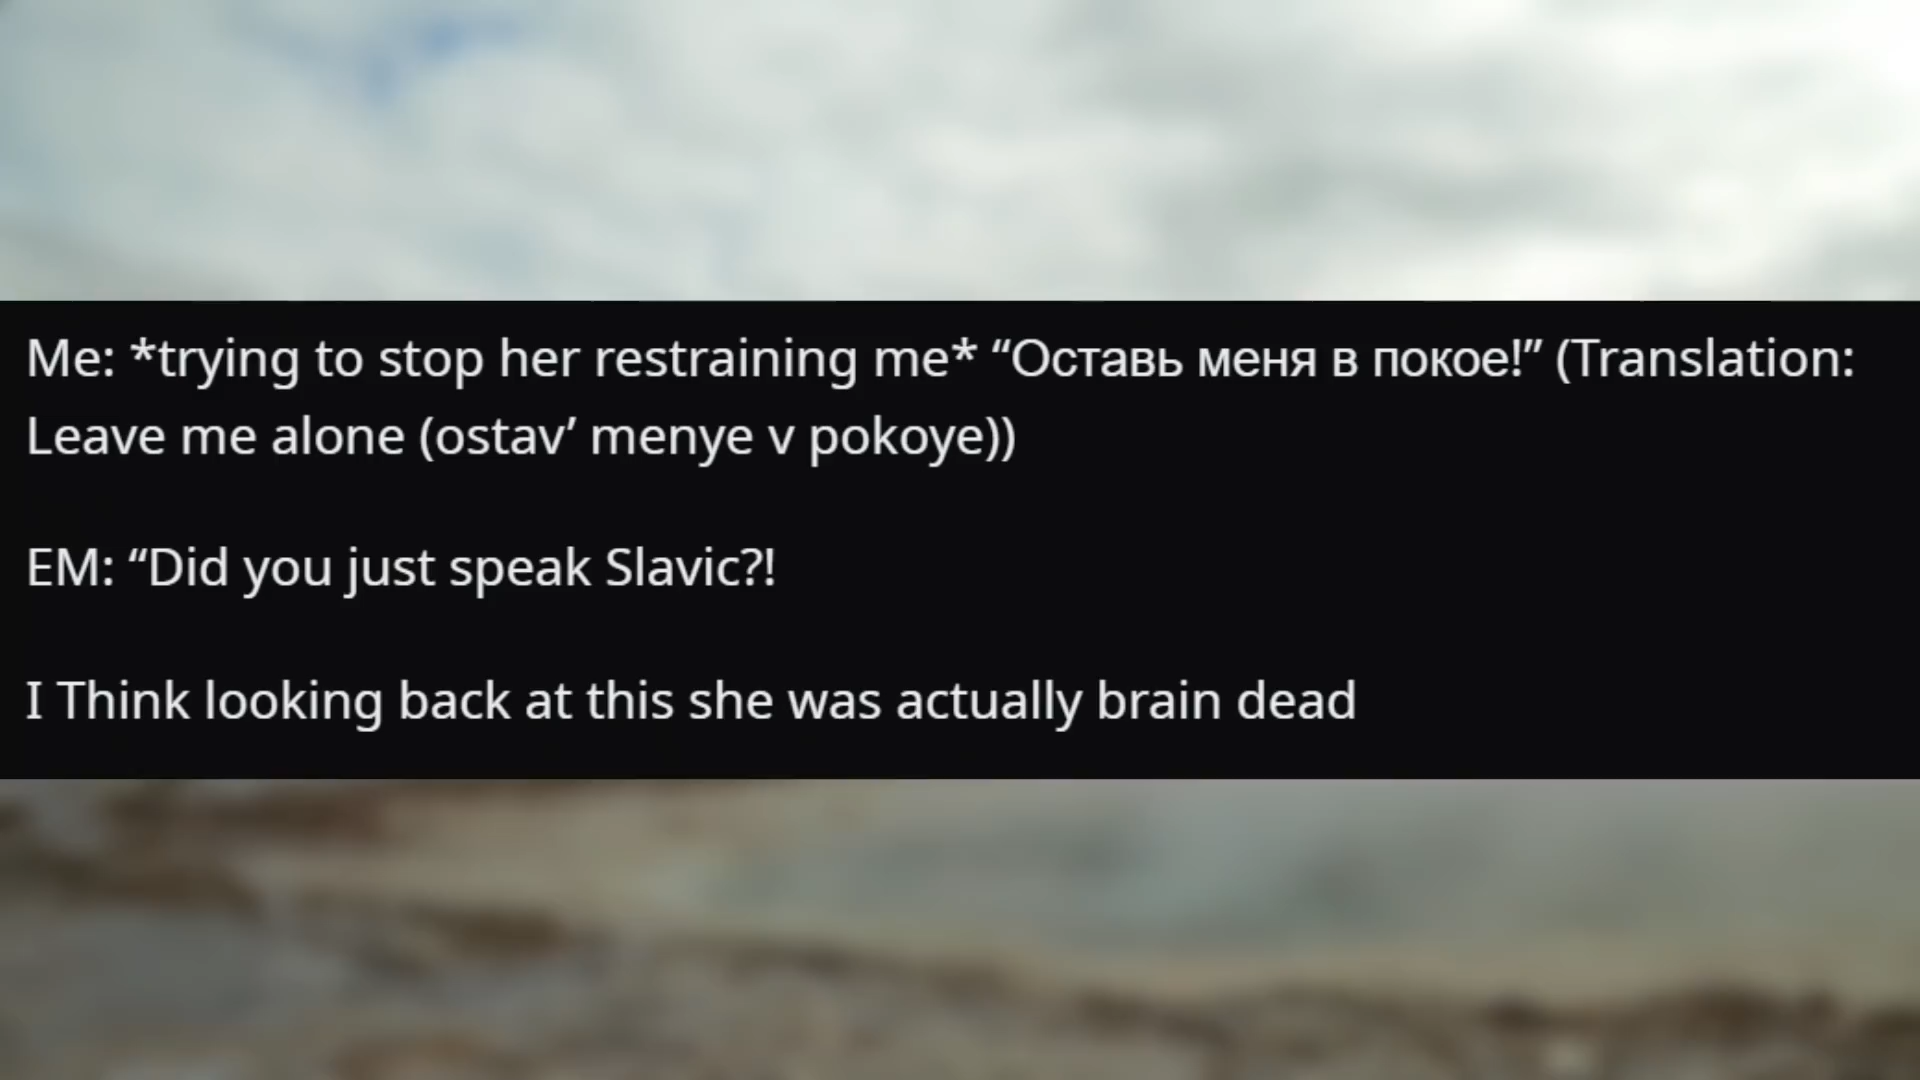 Me: *trying to stop her restraining me* “Оставь меня в покое!” (Translation:
Leave me alone (ostav’ menye v pokoye))
EM: “Did you just speak Slavic?!
I Think looking back at this she was actually brain dead